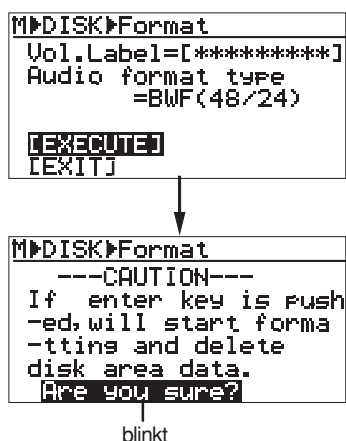 M▶DISK▶Format
Vol.Label=[*********]
Audio format type
=BWF(48/24)
[EXECUTE]
[EXIT]
M▶DISK▶Format
---CAUTION---
If enter key is push
-ed,will start forma
-tting and delete
disk area data.
Are you sure?
blinkt